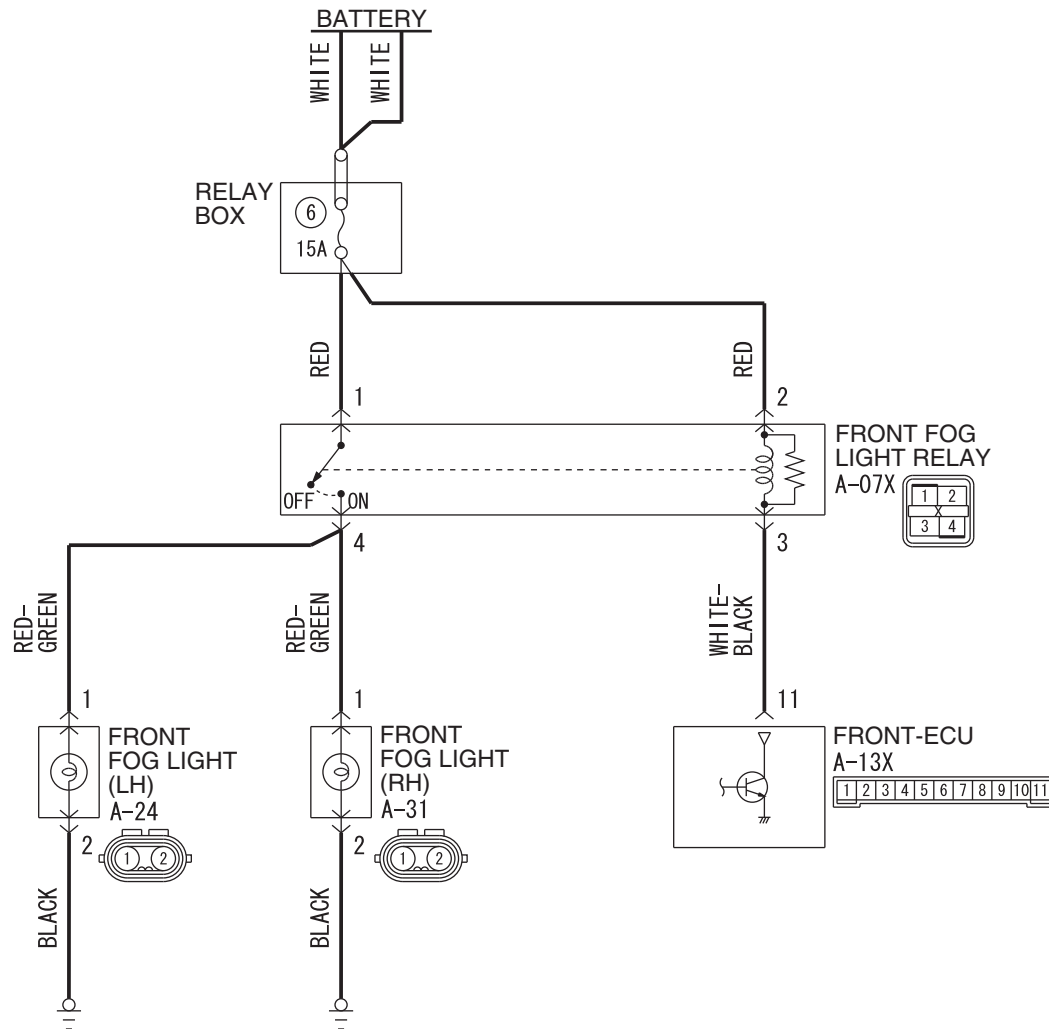 BATTERY
WHITE
WHITE
RELAY
BOX
6
15A
RED
RED
1
2
FRONT FOG
LIGHT RELAY
A-07X
1 2
X
3 4
OFF
ON
4
3
RED-
GREEN
RED-
GREEN
WHITE-
BLACK
1
1
11
FRONT
FOG LIGHT
(LH)
A-24
FRONT
FOG LIGHT
(RH)
A-31
FRONT-ECU
A-13X
1 2 3 4 5 6 7 8 9 10 11
2
1 2
2
1 2
BLACK
BLACK